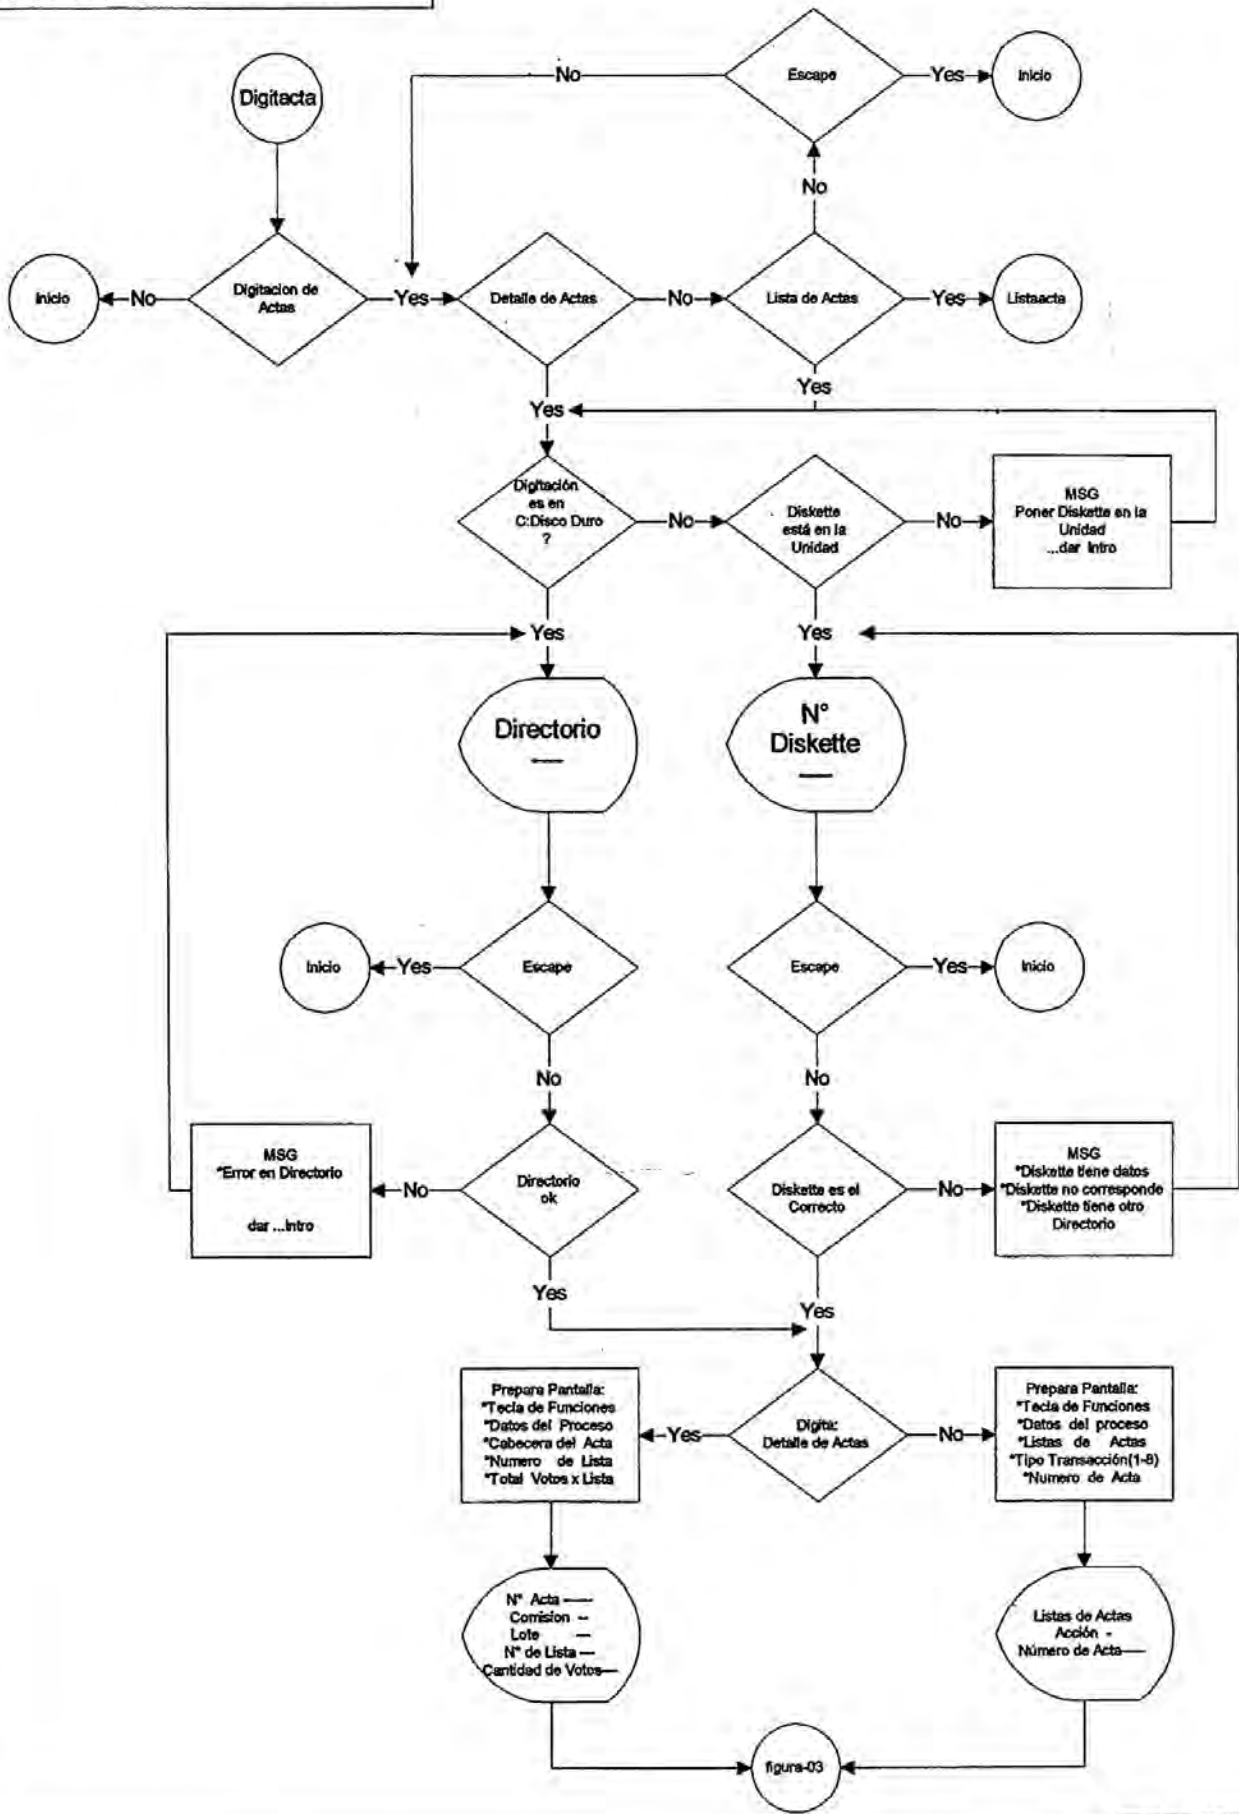 No
Escape
Yes
Inicio
Digitacta
No
Inicio
No
Digitacion de
Actas
Yes
Detalle de Actas
No
Lista de Actas
Yes
Listaacta
Yes
Yes
Digitación
es en
C:Disco Duro
?
No
Diskette
está en la
Unidad
No
MSG
Poner Diskette en la
Unidad
...dar Intro
Yes
Yes
Directorio
N°
Diskette
Inicio
Yes
Escape
Escape
Yes
Inicio
No
No
MSG
*Error en Directorio
dar ...Intro
No
Directorio
ok
Diskette es el
Correcto
No
MSG
*Diskette tiene datos
*Diskette no corresponde
*Diskette tiene otro
Directorio
Yes
Yes
Prepara Pantalla:
*Tecla de Funciones
*Datos del Proceso
*Cabecera del Acta
*Numero de Lista
*Total Votos x Lista
Yes
Digita:
Detalle de Actas
No
Prepara Pantalla:
*Tecla de Funciones
*Datos del proceso
*Listas de Actas
*Tipo Transacción(1-8)
*Numero de Acta
N° Acta ----
Comision --
Lote ---
N° de Lista ---
Cantidad de Votos---
Listas de Actas
Acción -
Número de Acta----
figura-03